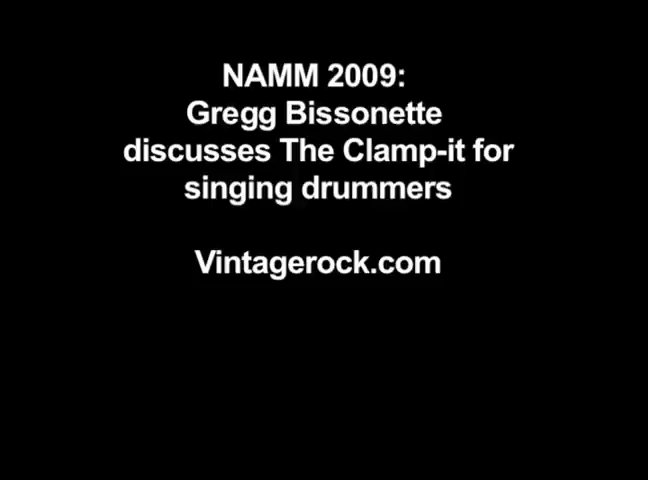 NAMM 2009:
Gregg Bissonette
discusses The Clamp-it for
singing drummers
Vintagerock.com